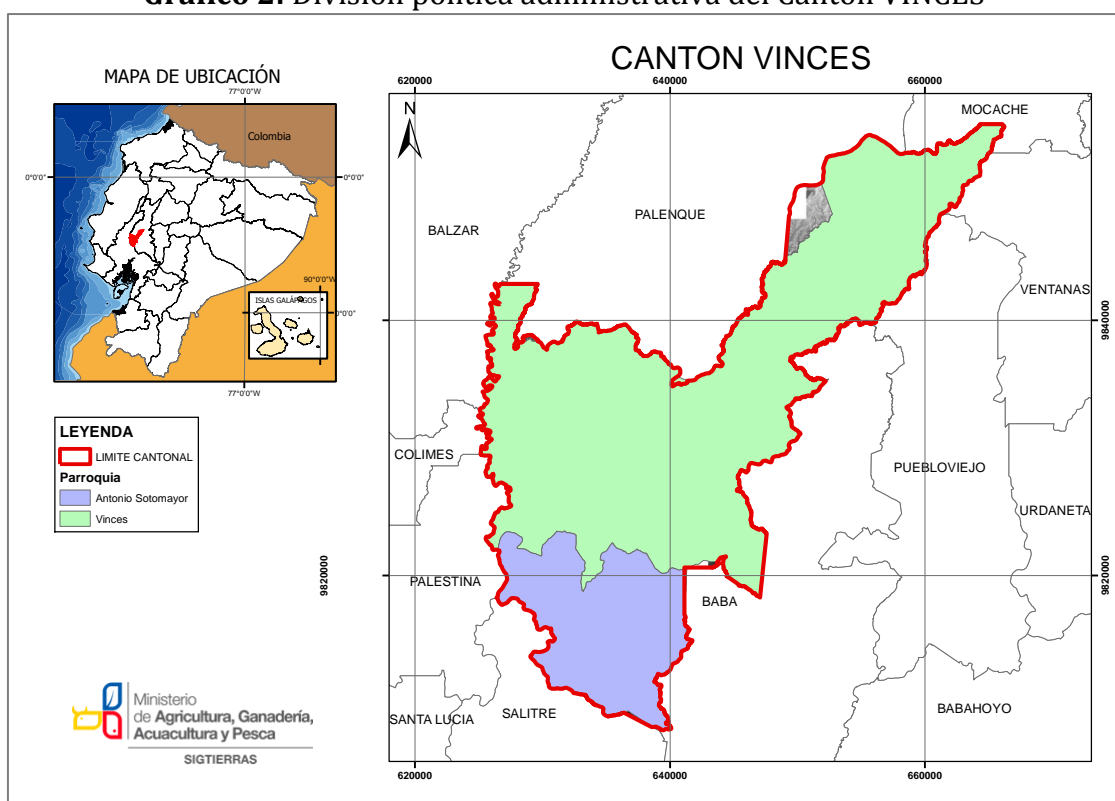 Gráfico 2: División política administrativa del Cantón VINCES
MAPA DE UBICACIÓN
77°0'0"W
Colombia
0°0'0"
0°0'0"
90°0'0"W
ISLAS GALÁPAGOS
0°0'0"
77°0'0"W
LEYENDA
LIMITE CANTONAL
Parroquia
Antonio Sotomayor
Vinces
Ministerio
de Agricultura, Ganadería,
Acuacultura y Pesca
SIGTIERRAS
CANTON VINCES
620000
640000
660000
N
MOCACHE
PALENQUE
BALZAR
VENTANAS
9840000
COLIMES
PUEBLOVIEJO
URDANETA
9820000
PALESTINA
BABA
9820000
SANTA LUCIA
SALITRE
BABAHOYO
620000
640000
660000